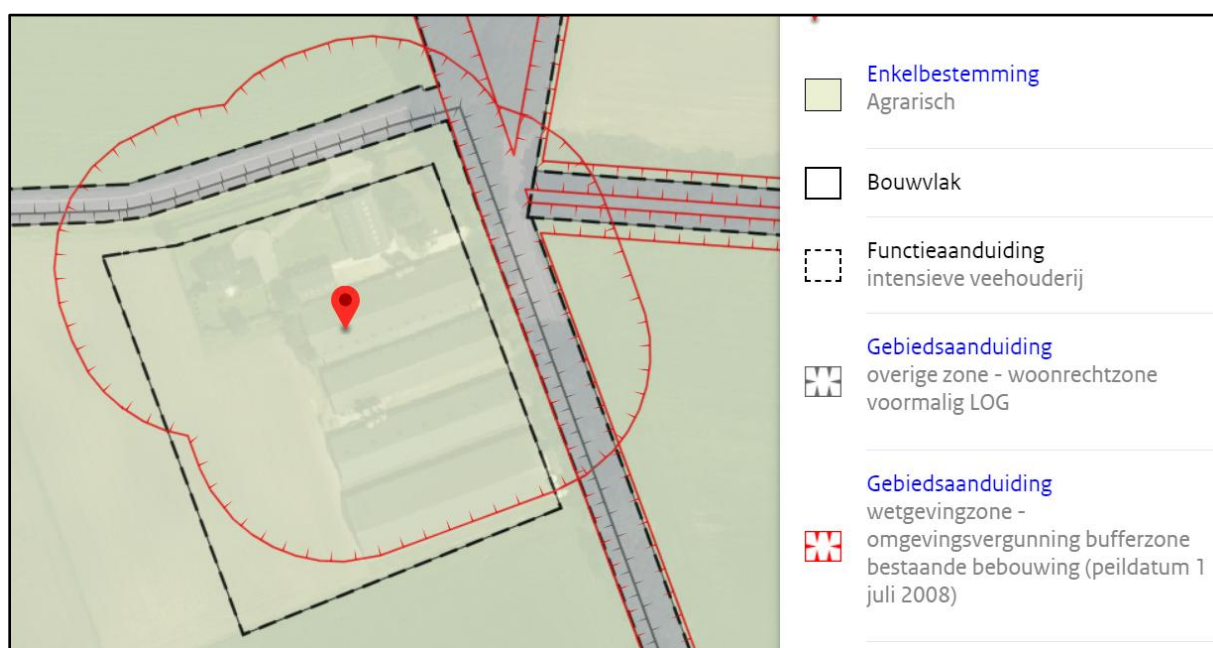 Enkelbestemming
Agrarisch
Bouwvlak
Functieaanduiding
intensieve veehouderij
Gebiedsaanduiding
overige zone - woonrechtzone
voormalig LOG
Gebiedsaanduiding
wetgevingzone -
omgevingsvergunning bufferzone
bestaande bebouwing (peildatum 1
juli 2008)